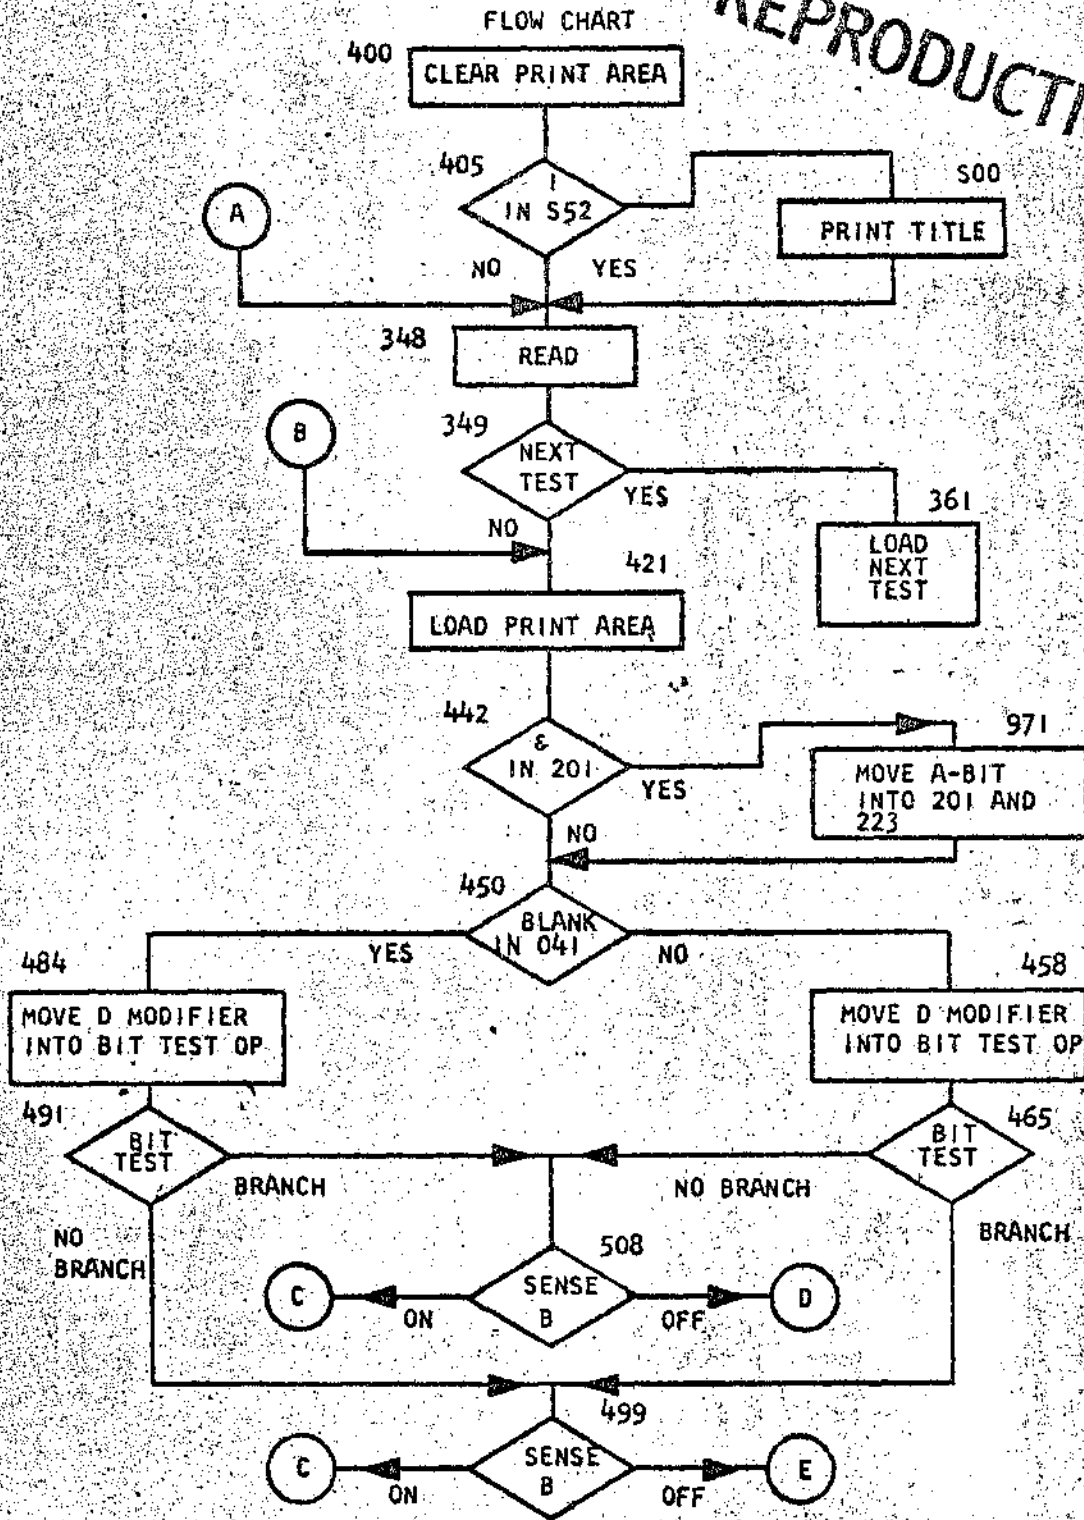 FLOW CHART
REPRODUCTI
400
CLEAR PRINT AREA
405
1
IN S52
S00
PRINT TITLE
A
NO
YES
348
READ
B
349
NEXT
TEST
YES
NO
361
LOAD
NEXT
TEST
421
LOAD PRINT AREA
442
&
IN 201
YES
971
MOVE A-BIT
INTO 201 AND
223
NO
450
BLANK
IN 041
YES
NO
484
MOVE D MODIFIER
INTO BIT TEST OP
458
MOVE D MODIFIER
INTO BIT TEST OP
491
BIT
TEST
BRANCH
465
BIT
TEST
NO BRANCH
BRANCH
NO
BRANCH
508
SENSE
B
C
ON
OFF
D
499
SENSE
B
C
ON
OFF
E